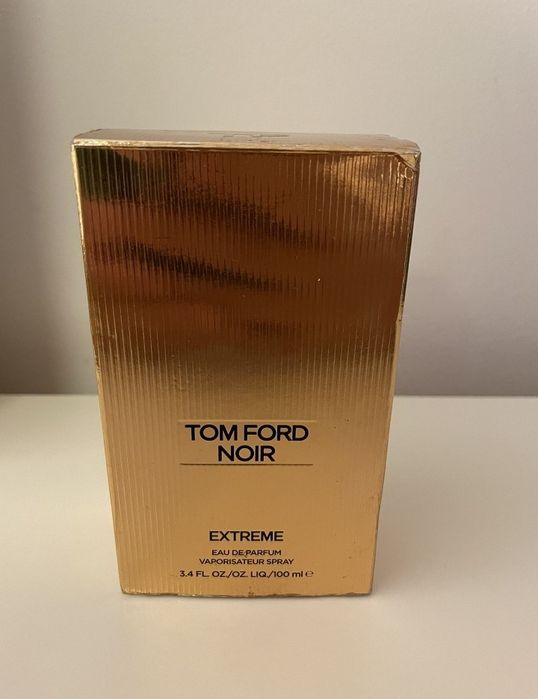 TOM FORD
NOIR
EXTREME
EAU DE PARFUM
VAPORISATEUR SPRAY
3.4 FL. OZ./OZ. LIQ./100 ml ℮